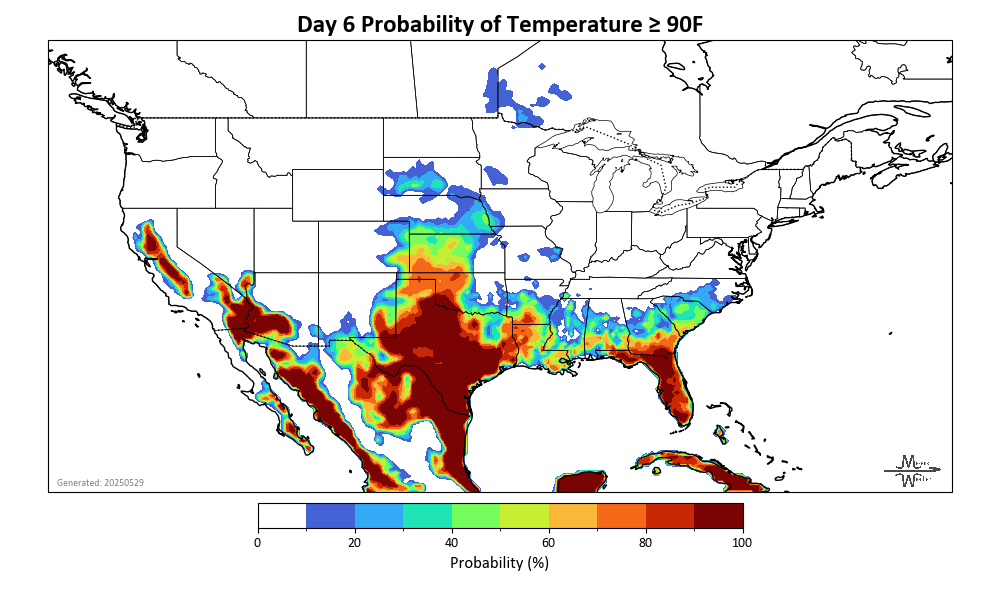 Day 6 Probability of Temperature ≥ 90F
Generated: 20250529
0 20 40 60 80 100
Probability (%)